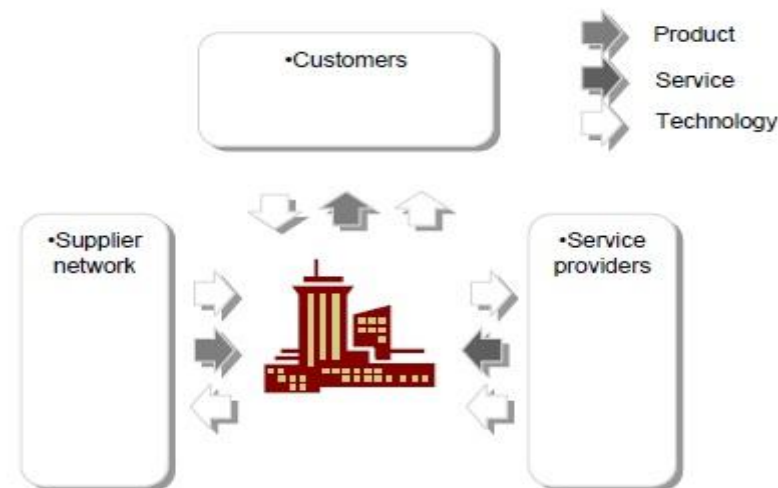 •Customers
Product
Service
Technology
•Supplier
network
•Service
providers